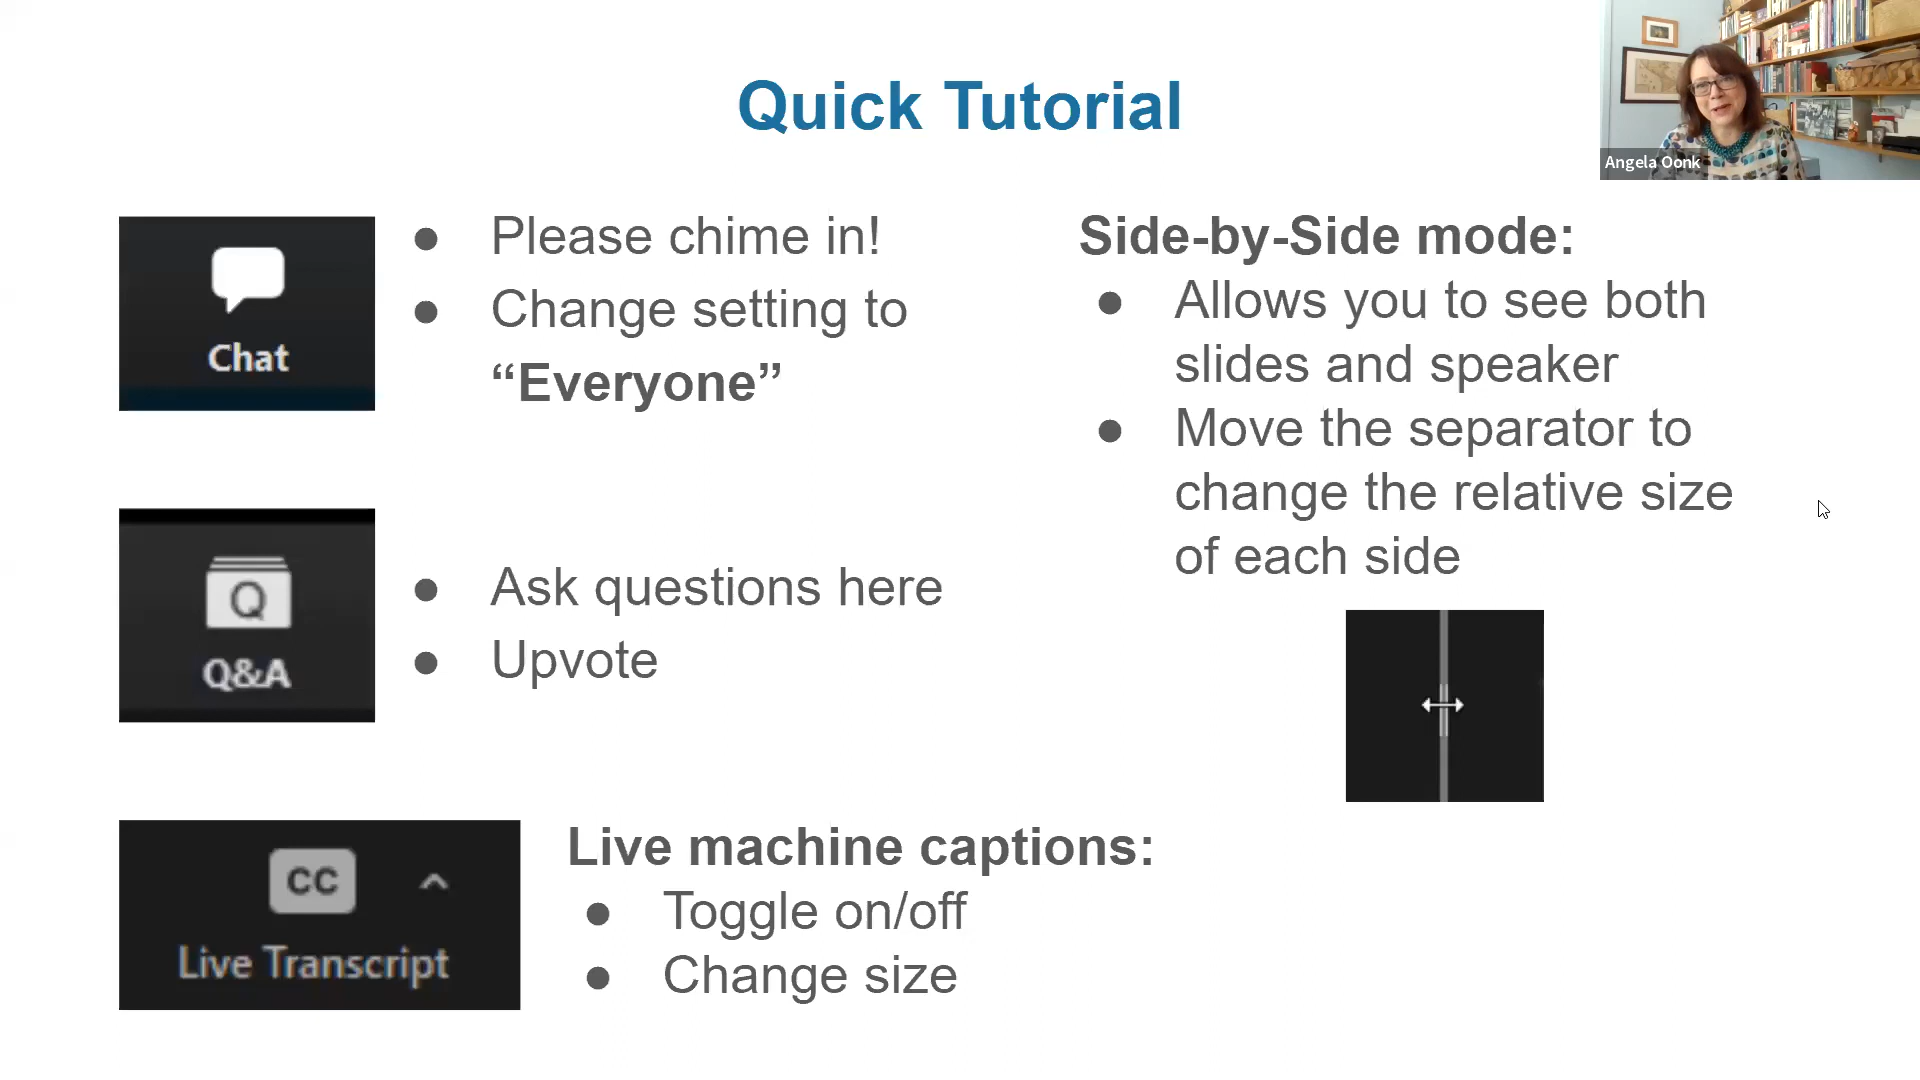 Quick Tutorial
Angela Oonk
Chat
● Please chime in!
● Change setting to
“Everyone”
Q
Q&A
● Ask questions here
● Upvote
CC
Live Transcript
Live machine captions:
● Toggle on/off
● Change size
Side-by-Side mode:
● Allows you to see both
slides and speaker
● Move the separator to
change the relative size
of each side